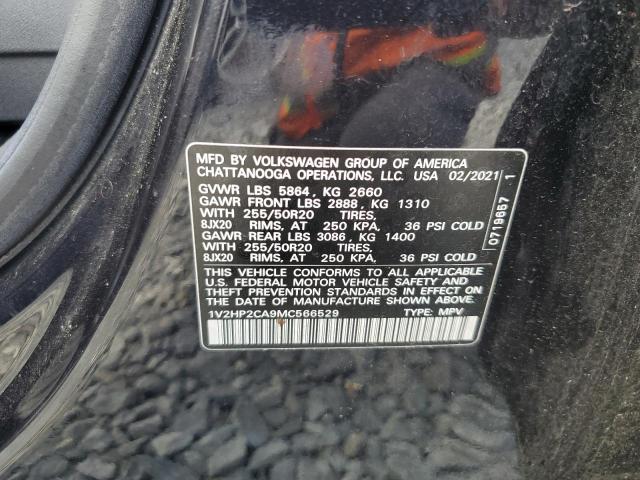 MFD BY VOLKSWAGEN GROUP OF AMERICA
CHATTANOOGA OPERATIONS, LLC. USA 02/2021
GVWR LBS 5864, KG 2660
GAWR FRONT LBS 2888, KG 1310
WITH 255/50R20 TIRES,
8JX20 RIMS, AT 250 KPA, 36 PSI COLD
GAWR REAR LBS 3086, KG 1400
WITH 255/50R20 TIRES,
8JX20 RIMS, AT 250 KPA, 36 PSI COLD
THIS VEHICLE CONFORMS TO ALL APPLICABLE
U.S. FEDERAL MOTOR VEHICLE SAFETY AND
THEFT PREVENTION STANDARDS IN EFFECT ON
THE DATE OF MANUFACTURE SHOWN ABOVE.
1V2HP2CA9MC566529 TYPE: MPV
0719657 1